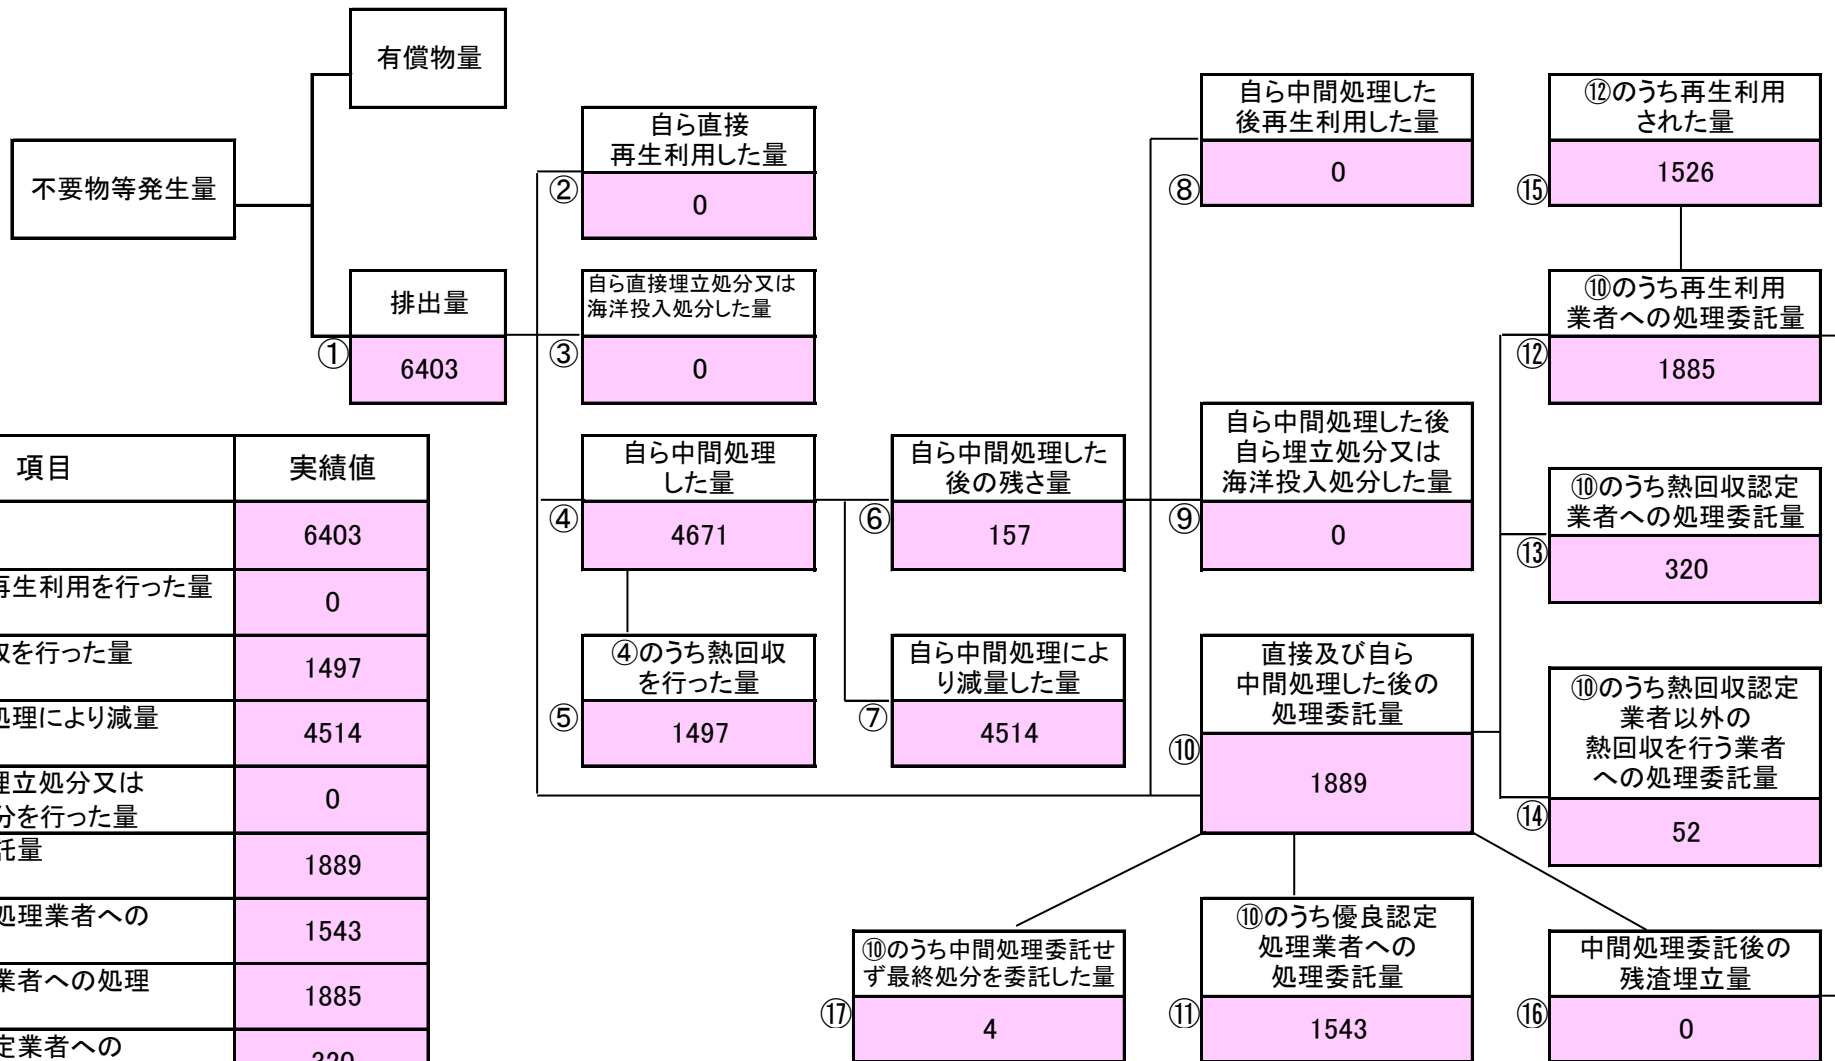 有償物量
不要物等発生量
排出量
①
6403
自ら直接
再生利用した量
②
0
自ら直接埋立処分又は
海洋投入処分した量
③
0
自ら中間処理
した量
④
4671
④のうち熱回収
を行った量
⑤
1497
自ら中間処理した
後の残さ量
⑥
157
自ら中間処理によ
り減量した量
⑦
4514
自ら中間処理した
後再生利用した量
⑧
0
自ら中間処理した後
自ら埋立処分又は
海洋投入処分した量
⑨
0
直接及び自ら
中間処理した後の
処理委託量
⑩
1889
⑫のうち再生利用
された量
⑮
1526
⑩のうち再生利用
業者への処理委託量
⑫
1885
⑩のうち熱回収認定
業者への処理委託量
⑬
320
⑩のうち熱回収認定
業者以外の
熱回収を行う業者
への処理委託量
⑭
52
⑩のうち中間処理委託せ
ず最終処分を委託した量
⑰
4
⑩のうち優良認定
処理業者への
処理委託量
⑪
1543
中間処理委託後の
残渣埋立量
⑯
0
項目 実績値
6403
再生利用を行った量
0
を行った量
1497
処理により減量
4514
埋立処分又は
分を行った量
0
託量
1889
処理業者への
1543
業者への処理
1885
定業者への
320